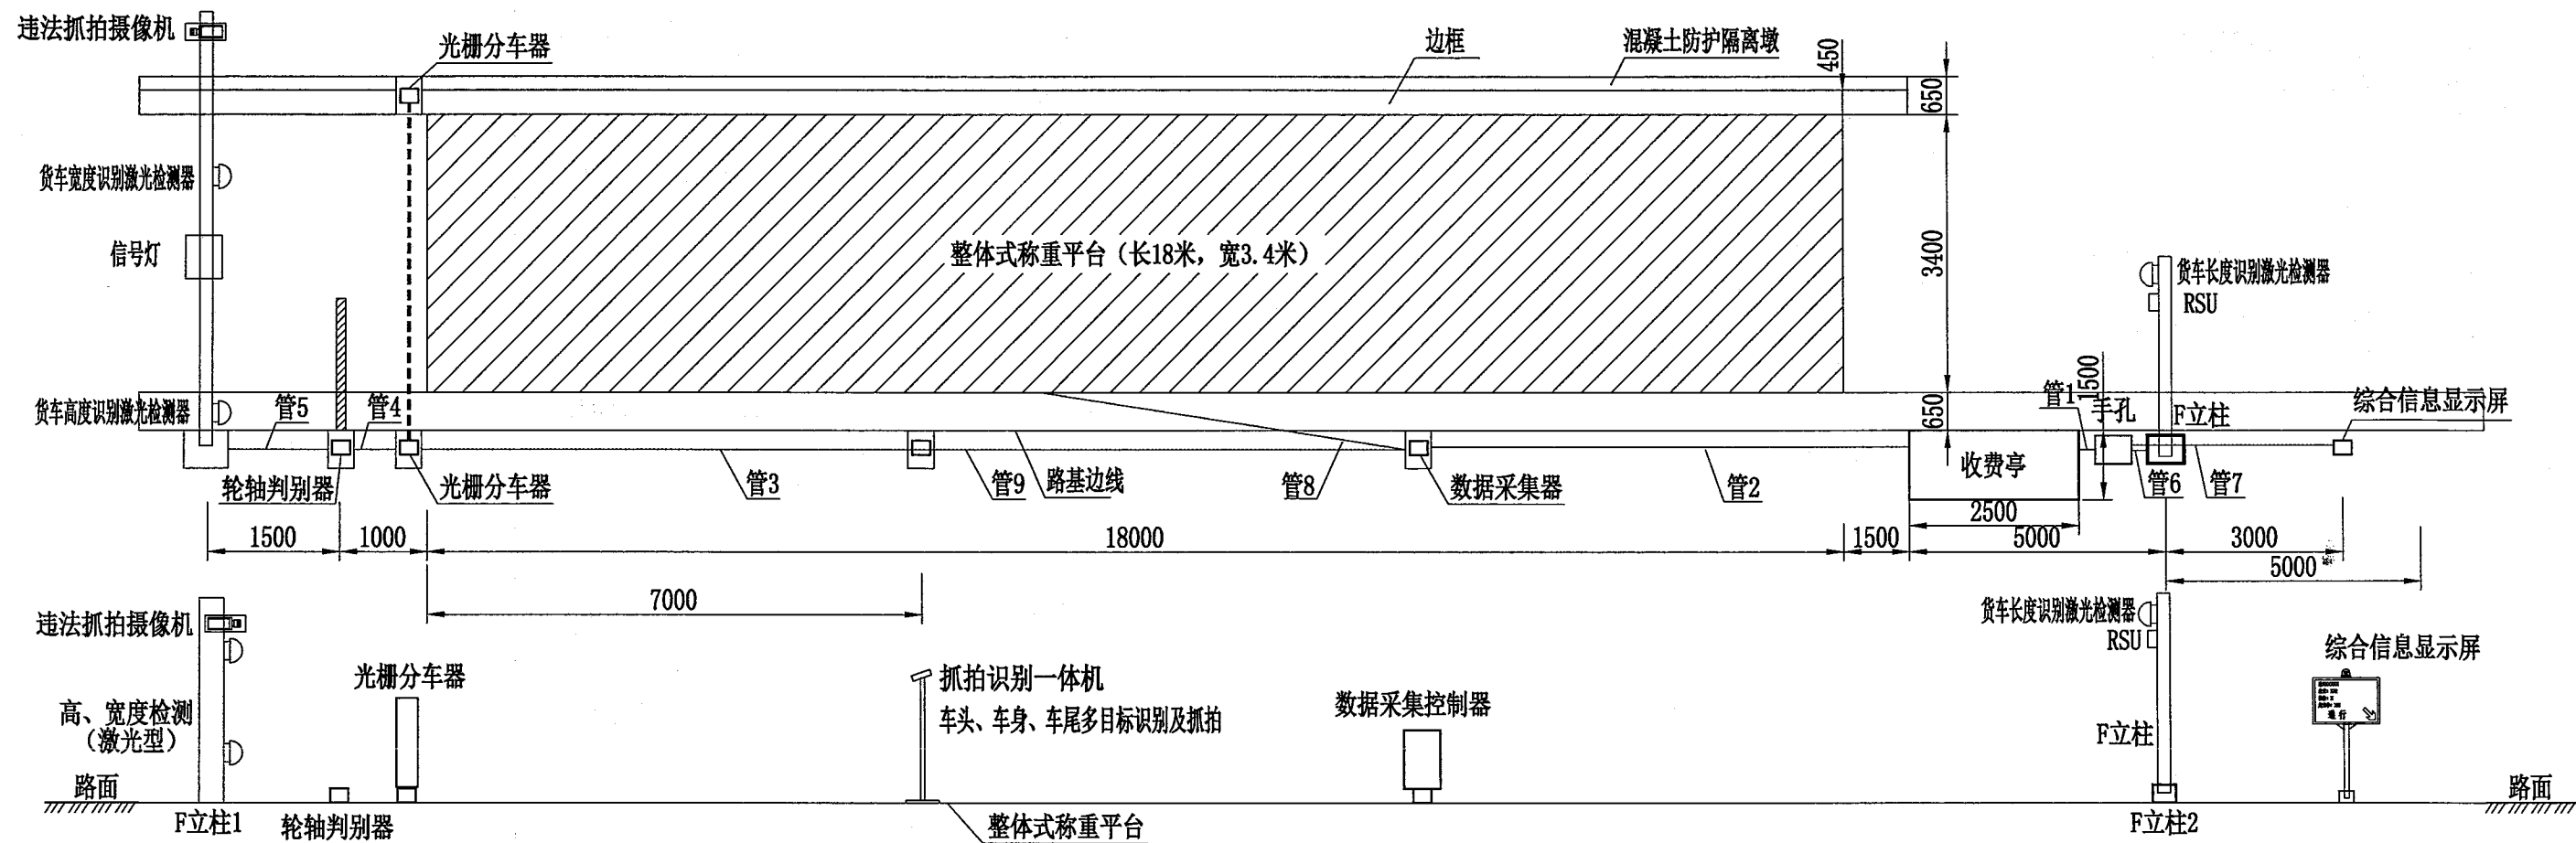 违法抓拍摄像机
光栅分车器
边框
混凝土防护隔离墩
450
650
货车宽度识别激光检测器
信号灯
整体式称重平台（长18米，宽3.4米）
3400
货车长度识别激光检测器
RSU
货车高度识别激光检测器
管5
管4
650
管1
1500
手孔
F立柱
综合信息显示屏
轮轴判别器
光栅分车器
管3
管9
路基边线
管8
数据采集器
管2
收费亭
管6
管7
2500
1500
1000
18000
1500
5000
3000
5000
7000
违法抓拍摄像机
高、宽度检测
（激光型）
光栅分车器
抓拍识别一体机
车头、车身、车尾多目标识别及抓拍
数据采集控制器
货车长度识别激光检测器
RSU
F立柱
综合信息显示屏
通行
路面
路面
F立柱1
轮轴判别器
整体式称重平台
F立柱2